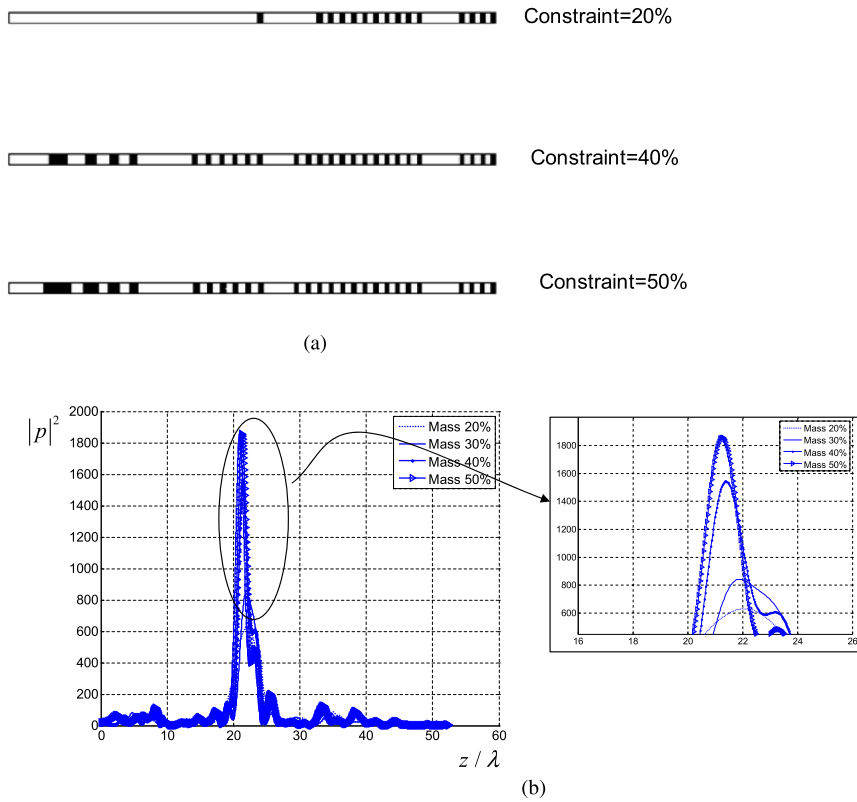 Constraint=20%
Constraint=40%
Constraint=50%
(a)
|p|²
2000
1800
1600
1400
1200
1000
800
600
400
200
0
0 10 20 30 40 50 60
z / λ
Mass 20%
Mass 30%
Mass 40%
Mass 50%
1800
1600
1400
1200
1000
800
600
16 18 20 22 24 26
Mass 20%
Mass 30%
Mass 40%
Mass 50%
(b)